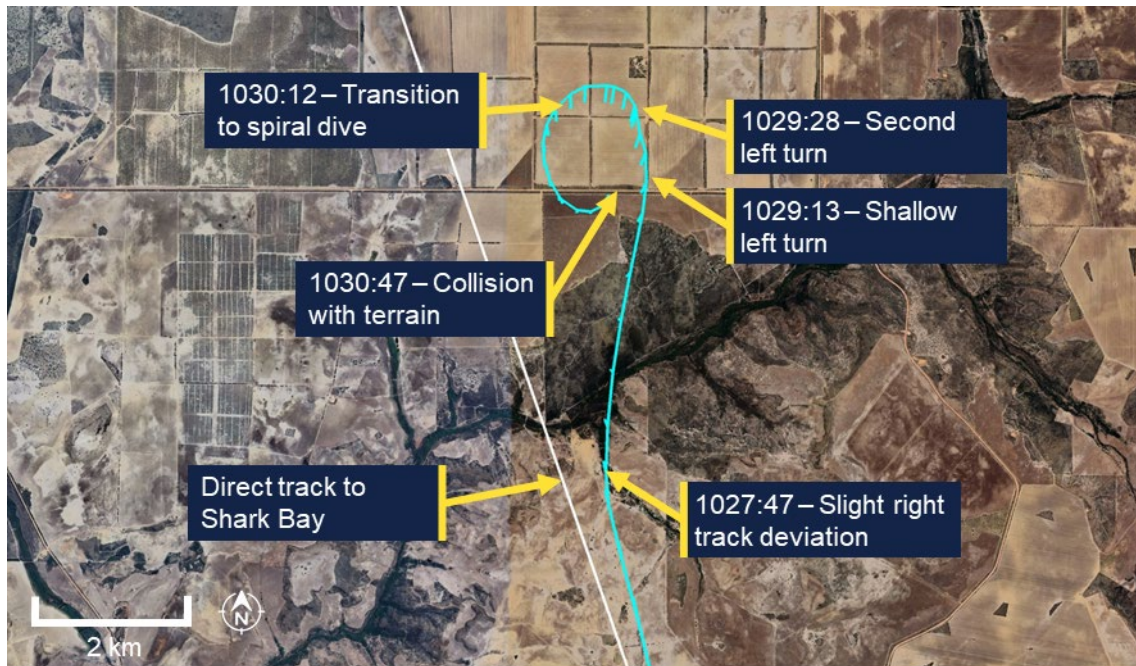 1030:12 – Transition
to spiral dive
1029:28 – Second
left turn
1029:13 – Shallow
left turn
1030:47 – Collision
with terrain
Direct track to
Shark Bay
1027:47 – Slight right
track deviation
2 km
N